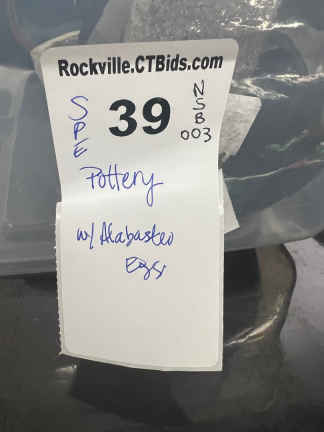 Rockville.CTBids.com
SPE
39
NSB
003
Pottery
w/ Alabaster
Eggs